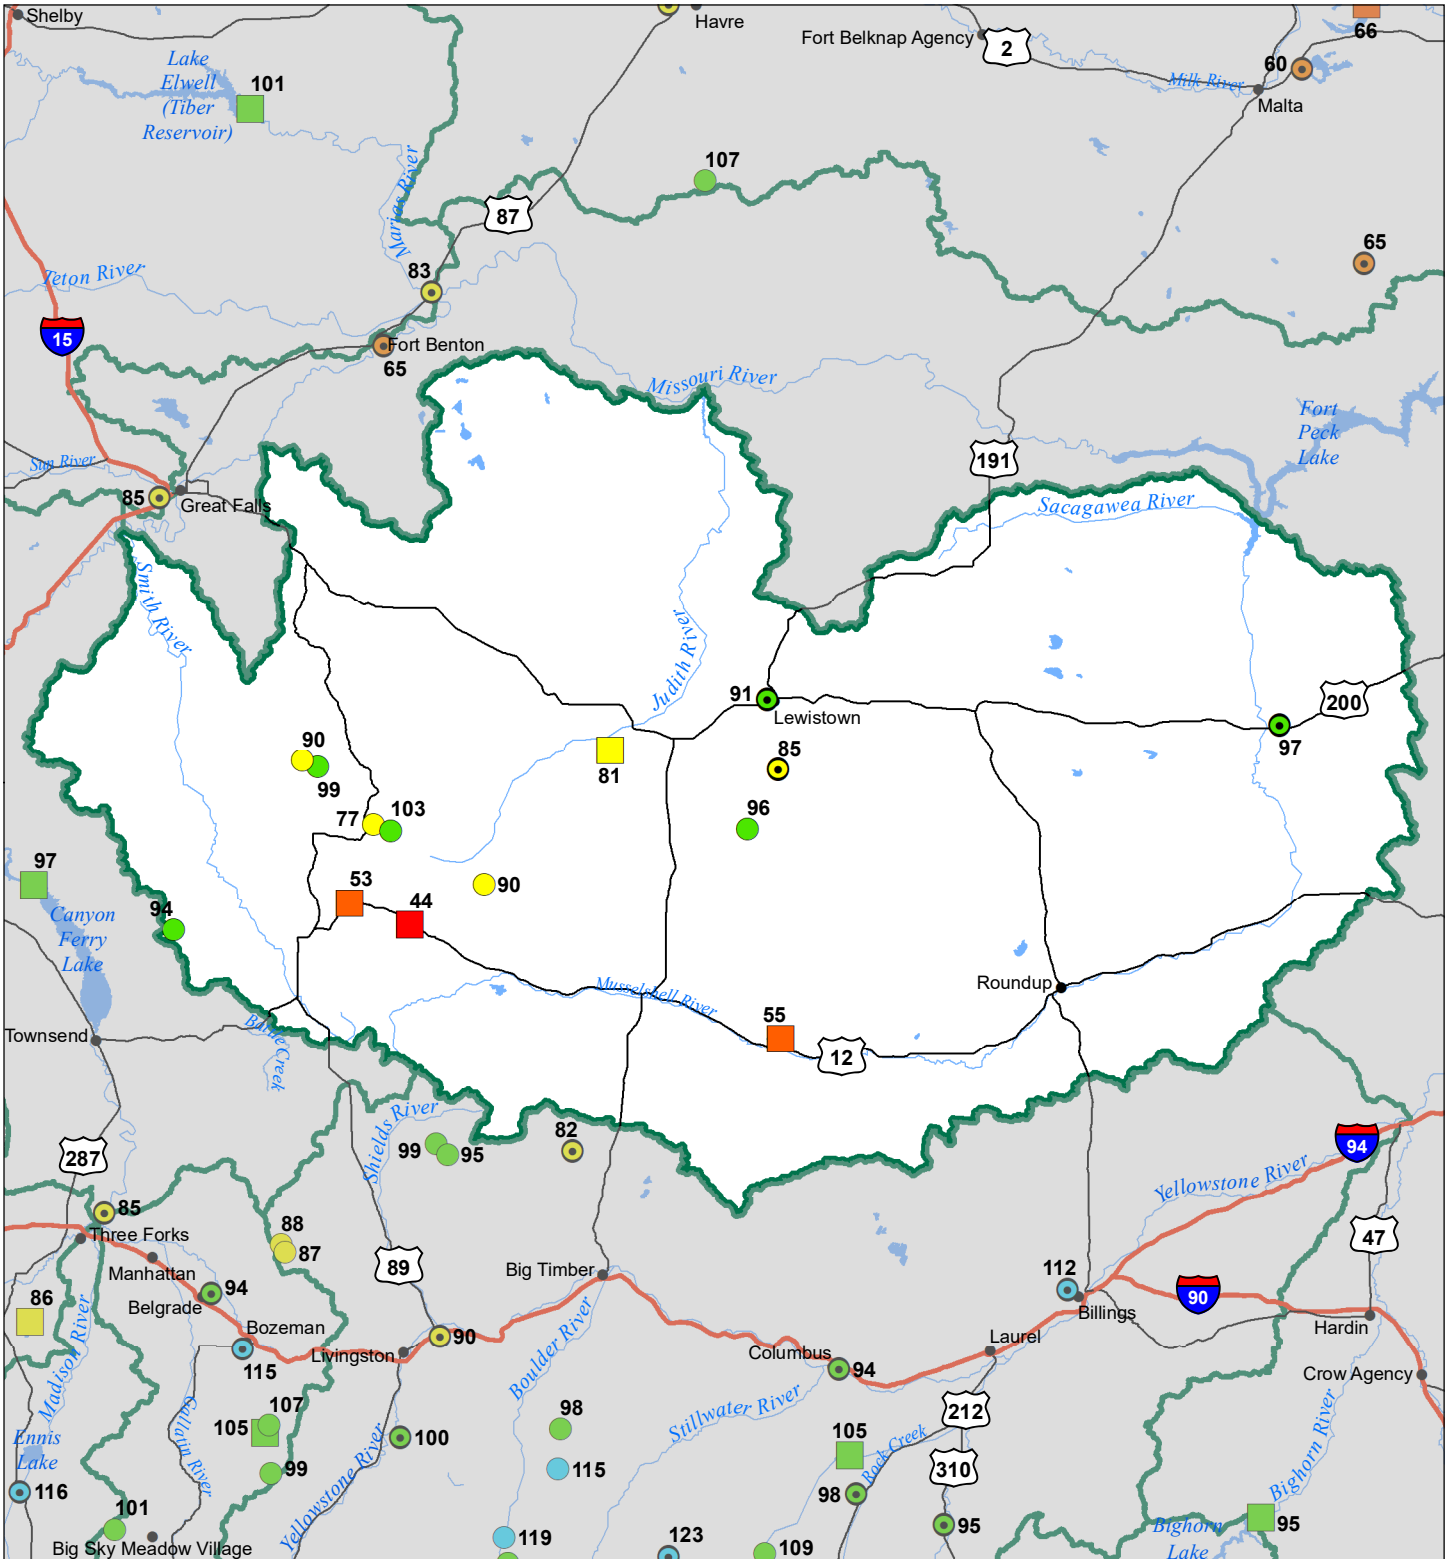 Shelby
Havre
Fort Belknap Agency
2
66
60
Lake
Elwell
(Tiber
Reservoir)
101
Milk River
Malta
107
Marias River
87
65
83
Teton River
15
Fort Benton
65
Missouri River
Fort
Peck
Lake
191
Sun River
85
Great Falls
Sacagawea River
Smith River
Judith River
91
Lewistown
200
97
90
99
81
85
77
103
96
97
53
44
90
94
Canyon
Ferry
Lake
Roundup
Musselshell River
55
12
Townsend
Battle Creek
Shields River
99
95
82
287
94
Yellowstone River
85
Three Forks
88
87
47
Manhattan
89
Big Timber
112
90
94
Belgrade
86
Billings
Hardin
Bozeman
90
Laurel
115
Livingston
Columbus
94
Crow Agency
Madison River
Boulder River
Stillwater River
212
107
105
98
100
105
Rock Creek
Ennis
Lake
Gallatin River
115
310
Bighorn River
99
116
98
Yellowstone River
101
95
95
Bighorn
Lake
Big Sky Meadow Village
119
123
109